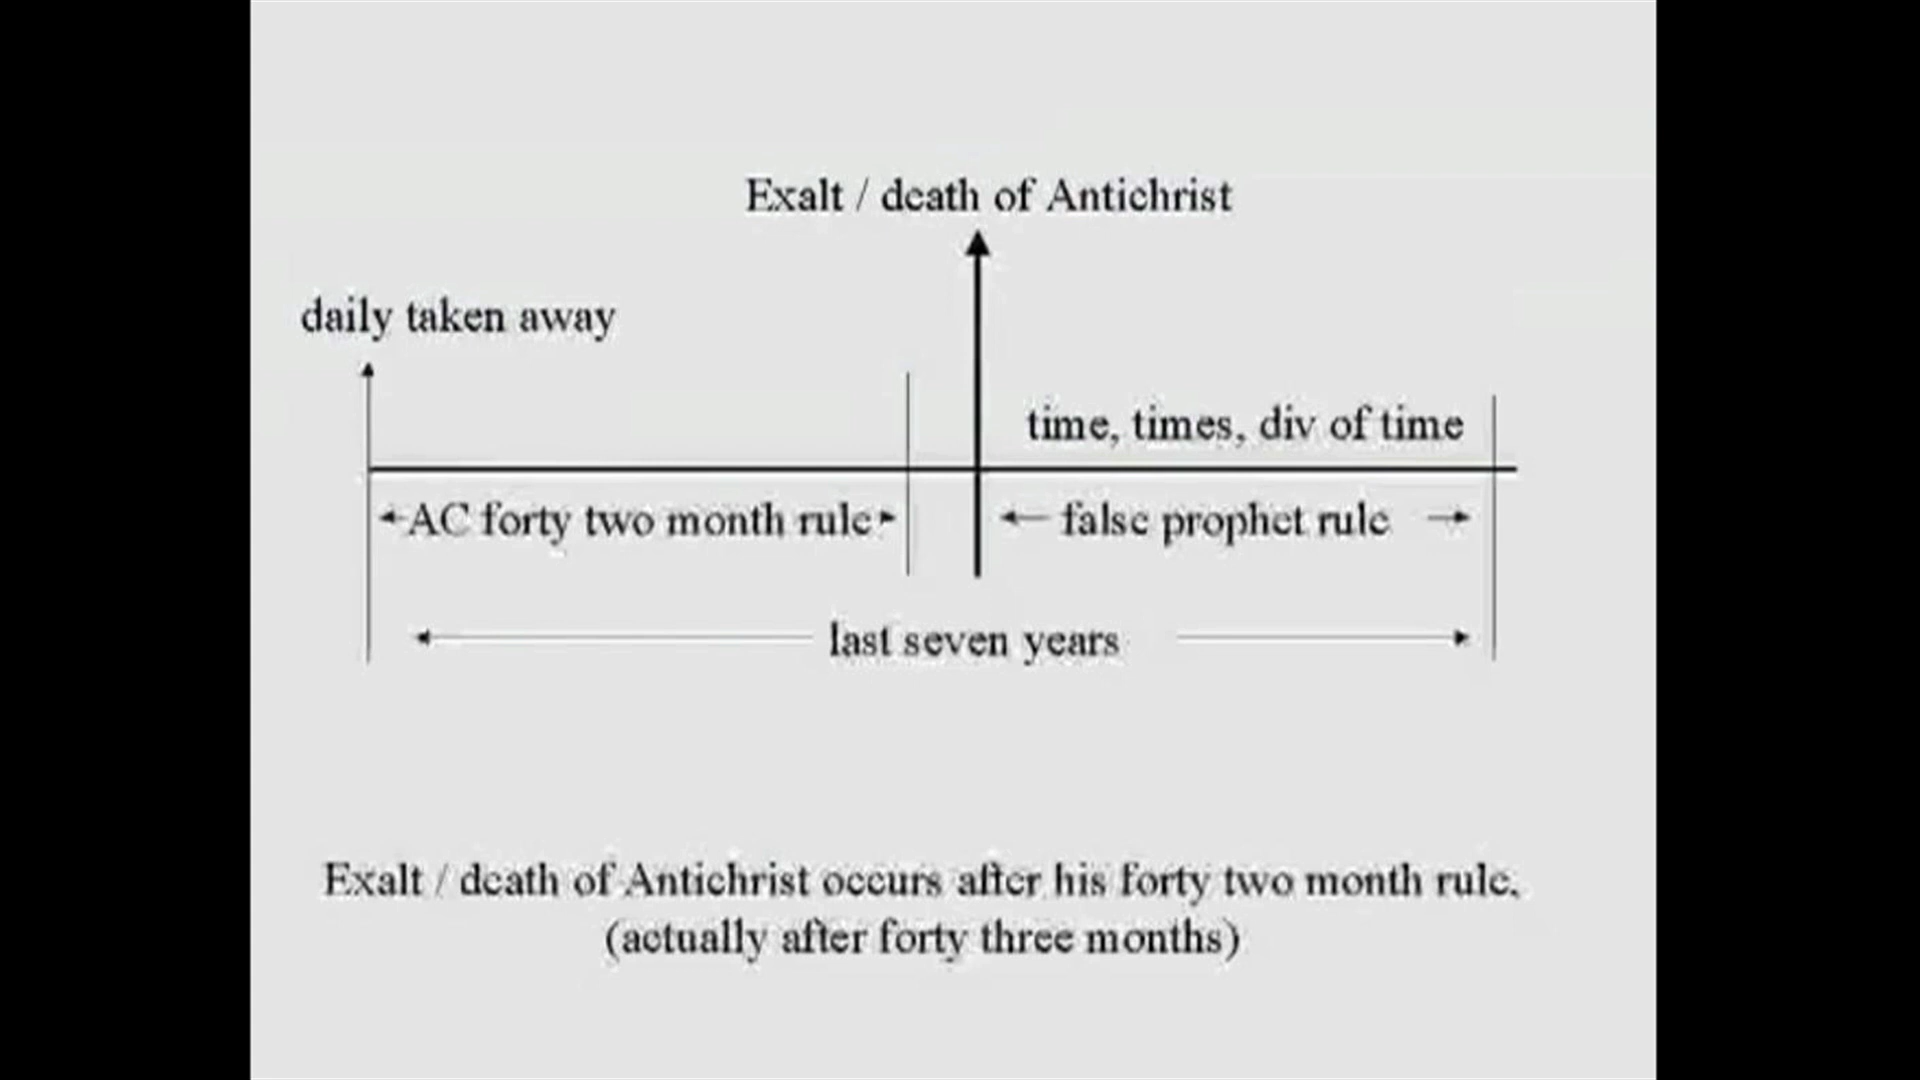 Exalt / death of Antichrist
daily taken away
time, times, div of time
AC forty two month rule
false prophet rule
last seven years
Exalt / death of Antichrist occurs after his forty two month rule.
(actually after forty three months)